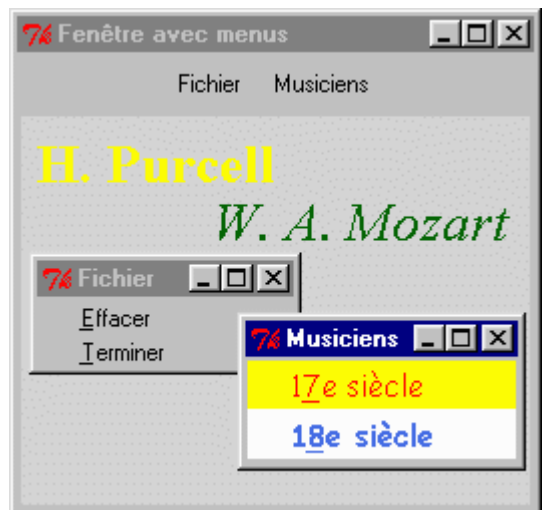 Fenêtre avec menus
Fichier Musiciens
H. Purcell
W. A. Mozart
Fichier
Effacer
Terminer
Musiciens
17e siècle
18e siècle